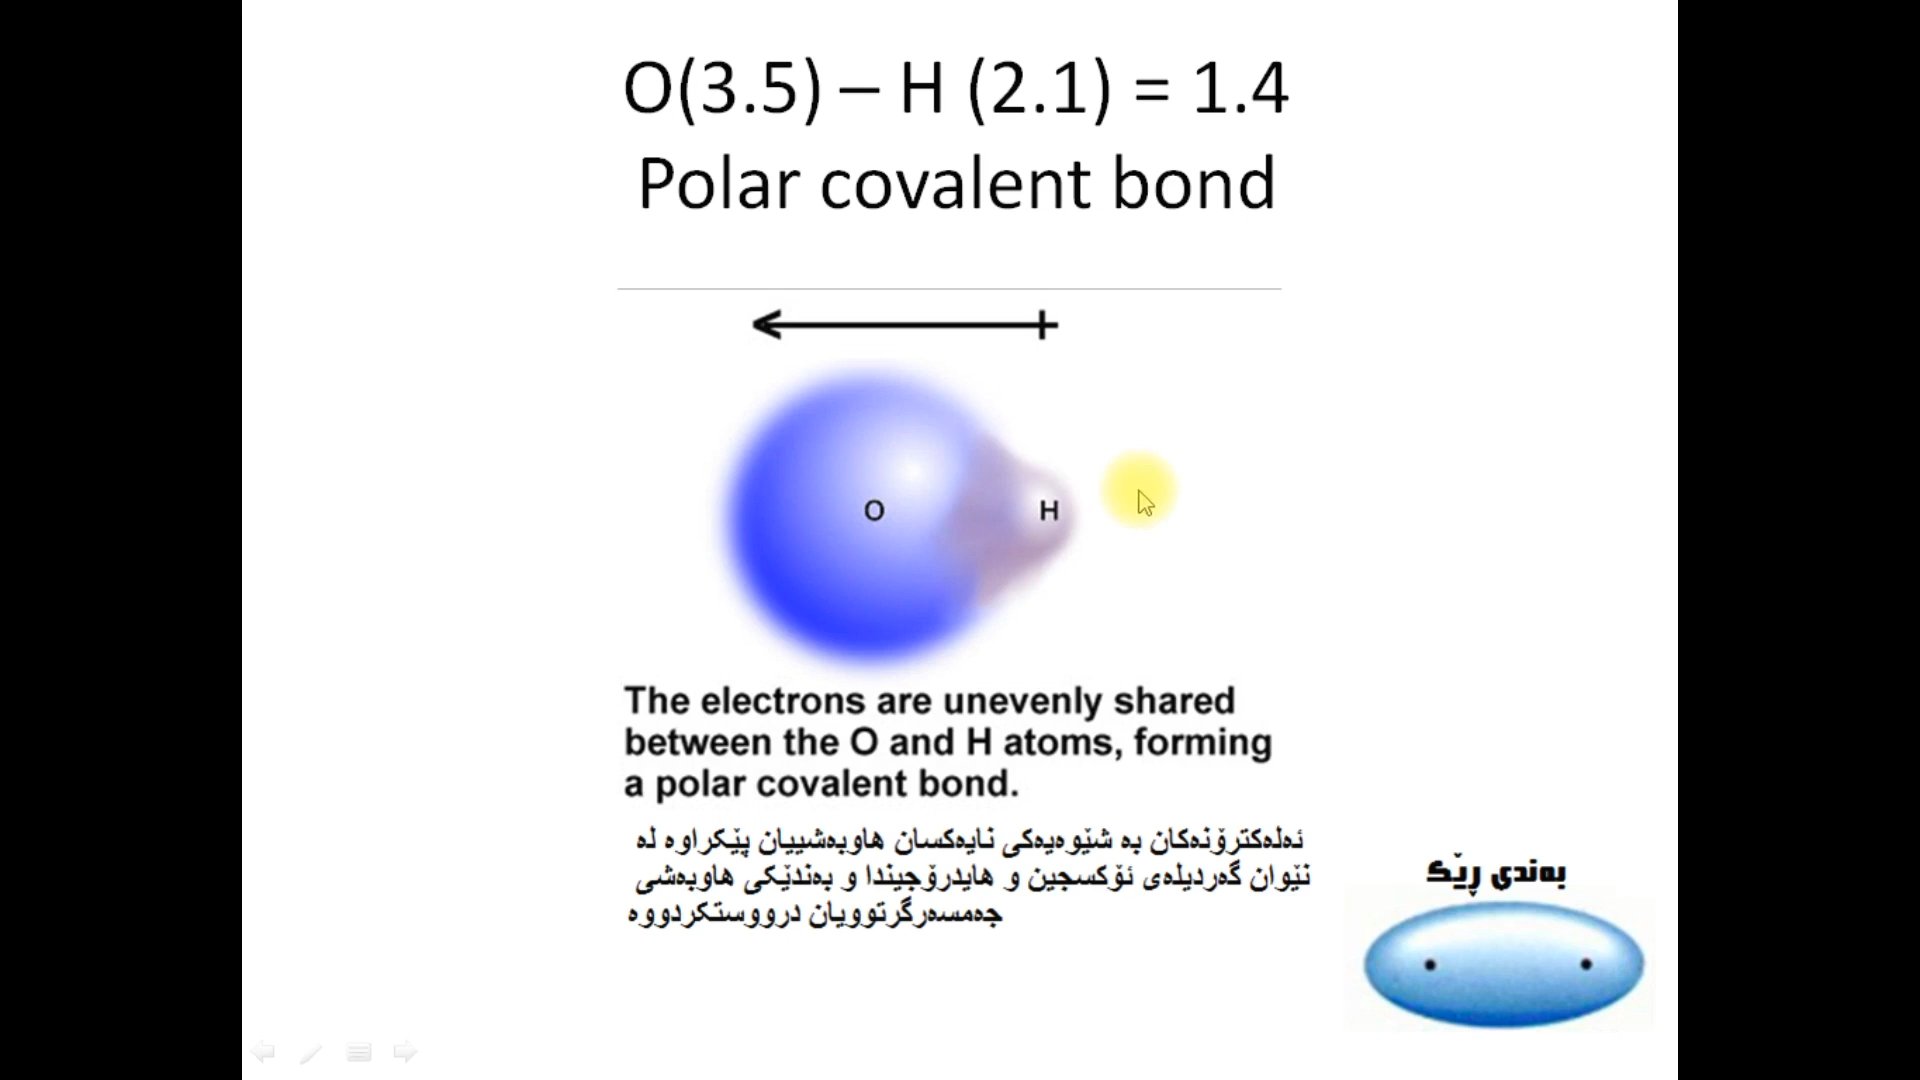 O(3.5) – H (2.1) = 1.4
Polar covalent bond
O
H
The electrons are unevenly shared
between the O and H atoms, forming
a polar covalent bond.
ئەلەکترۆنەکان بە شێوەیەکی نایەکسان هاوبەشییان پێکراوە لە
نێوان گەردیلەی ئۆکسجین و هایدرۆجیندا و بەندێکی هاوبەشی
جەمسەرگرتوویان درووستکردووە
بەندی ڕێک